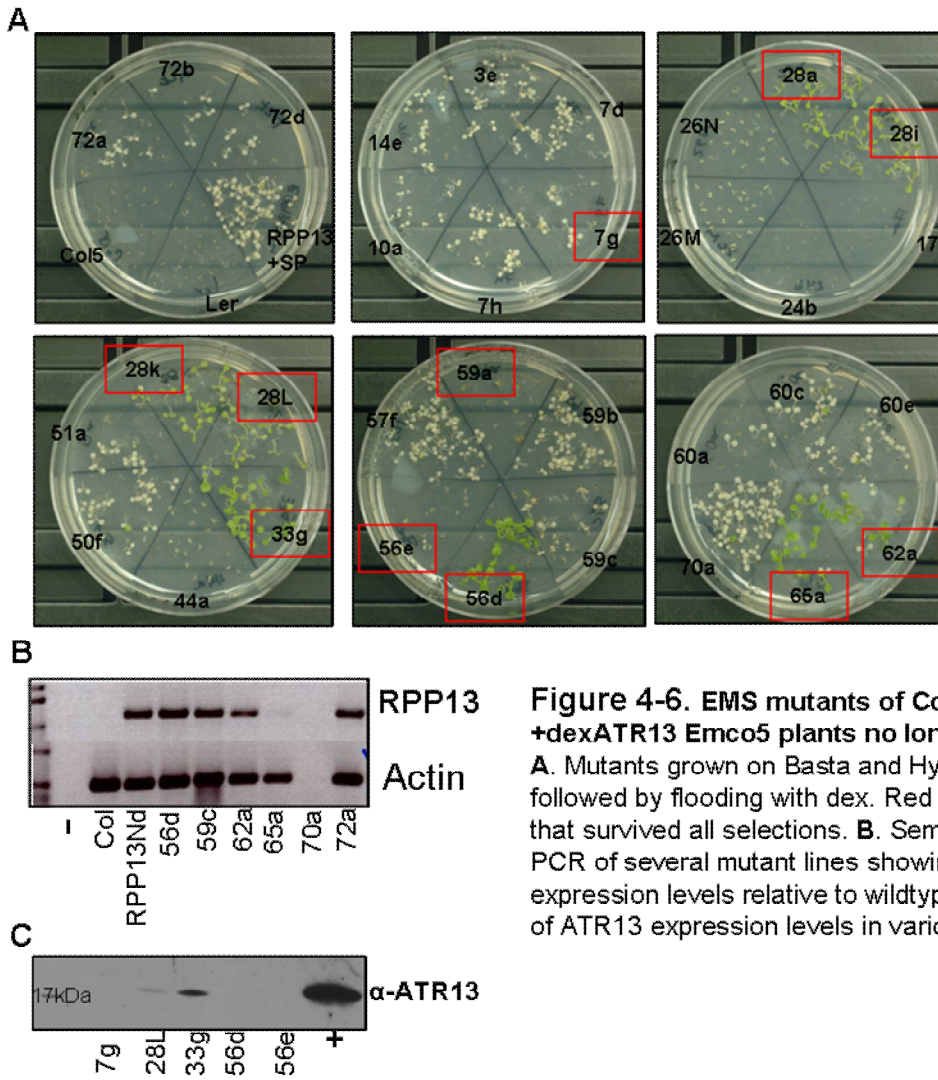 A
72b
72a
72d
Col5
RPP13
+SP
Ler
3e
14e
7d
10a
7g
7h
28a
26N
28i
26M
17
24b
28k
28L
51a
50f
33g
44a
59a
57f
59b
56e
59c
56d
60c
60e
60a
70a
62a
65a
B
RPP13
Actin
- Col RPP13Nd 56d 59c 62a 65a 70a 72a
C
17kDa
α-ATR13
7g 28L 33g 56d 56e +
Figure 4-6. EMS mutants of Co
+dexATR13 Emco5 plants no lon
A. Mutants grown on Basta and Hy
followed by flooding with dex. Red
that survived all selections. B. Sem
PCR of several mutant lines showin
expression levels relative to wildtyp
of ATR13 expression levels in vario